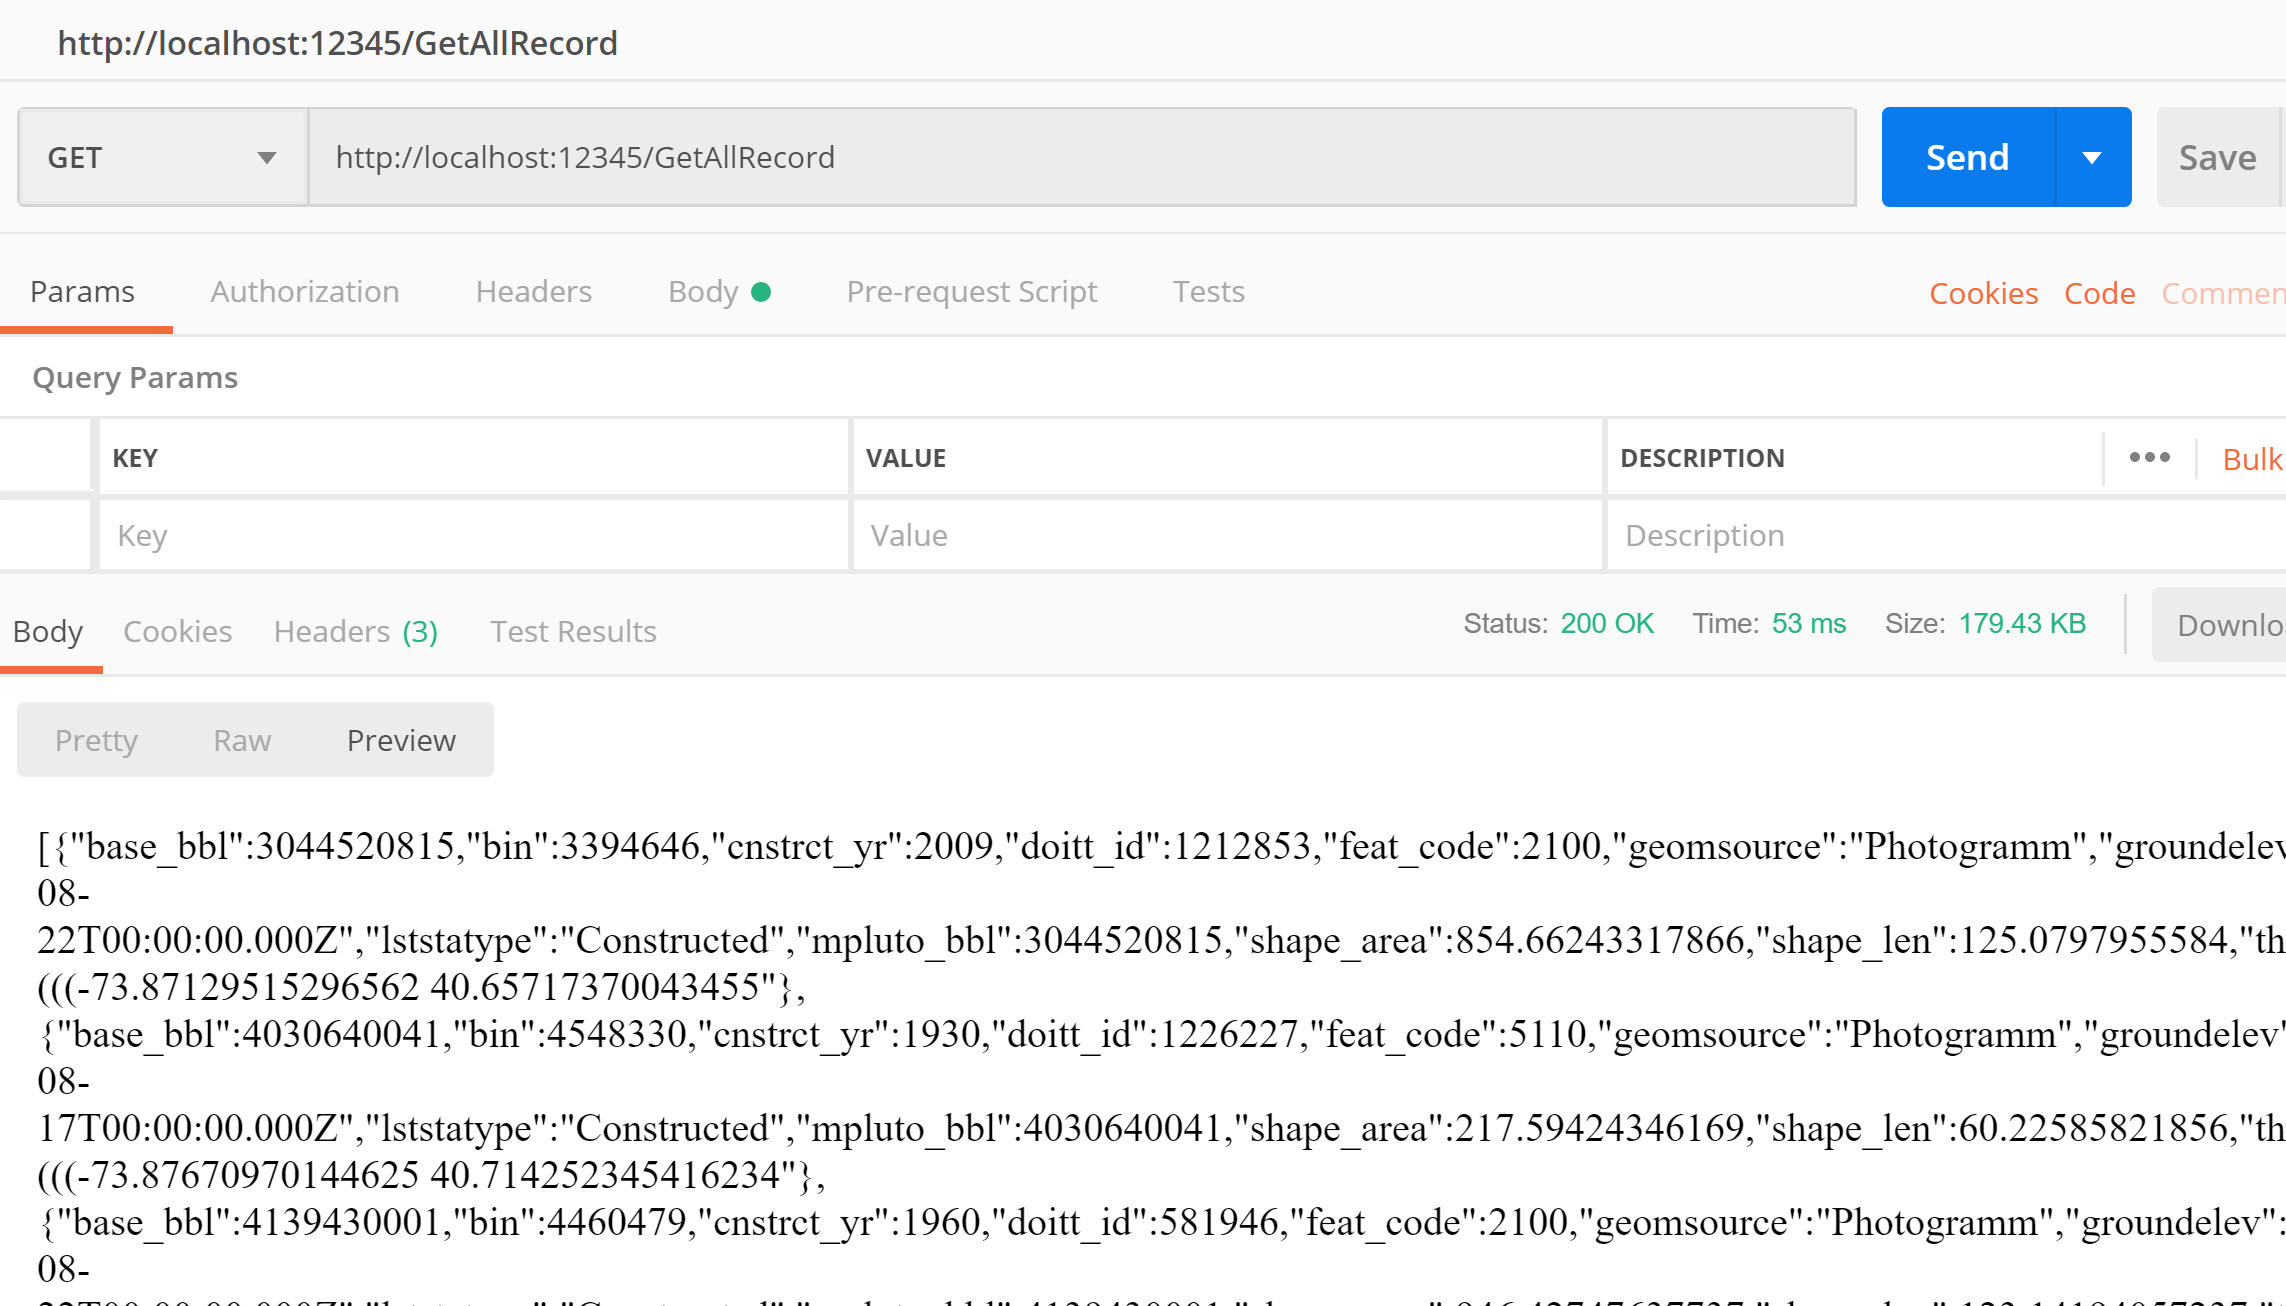 http://localhost:12345/GetAllRecord
GET http://localhost:12345/GetAllRecord Send Save
Params Authorization Headers Body Pre-request Script Tests Cookies Code Commen
Query Params
KEY VALUE DESCRIPTION ••• Bulk
Key Value Description
Body Cookies Headers (3) Test Results Status: 200 OK Time: 53 ms Size: 179.43 KB Downlo
Pretty Raw Preview
[{"base_bbl":3044520815,"bin":3394646,"cnstrct_yr":2009,"doitt_id":1212853,"feat_code":2100,"geomsource":"Photogramm","groundelev
08-
22T00:00:00.000Z","lststatype":"Constructed","mpluto_bbl":3044520815,"shape_area":854.66243317866,"shape_len":125.0797955584,"th
(((-73.87129515296562 40.65717370043455"},
{"base_bbl":4030640041,"bin":4548330,"cnstrct_yr":1930,"doitt_id":1226227,"feat_code":5110,"geomsource":"Photogramm","groundelev"
08-
17T00:00:00.000Z","lststatype":"Constructed","mpluto_bbl":4030640041,"shape_area":217.59424346169,"shape_len":60.22585821856,"th
(((-73.87670970144625 40.714252345416234"},
{"base_bbl":4139430001,"bin":4460479,"cnstrct_yr":1960,"doitt_id":581946,"feat_code":2100,"geomsource":"Photogramm","groundelev":
08-